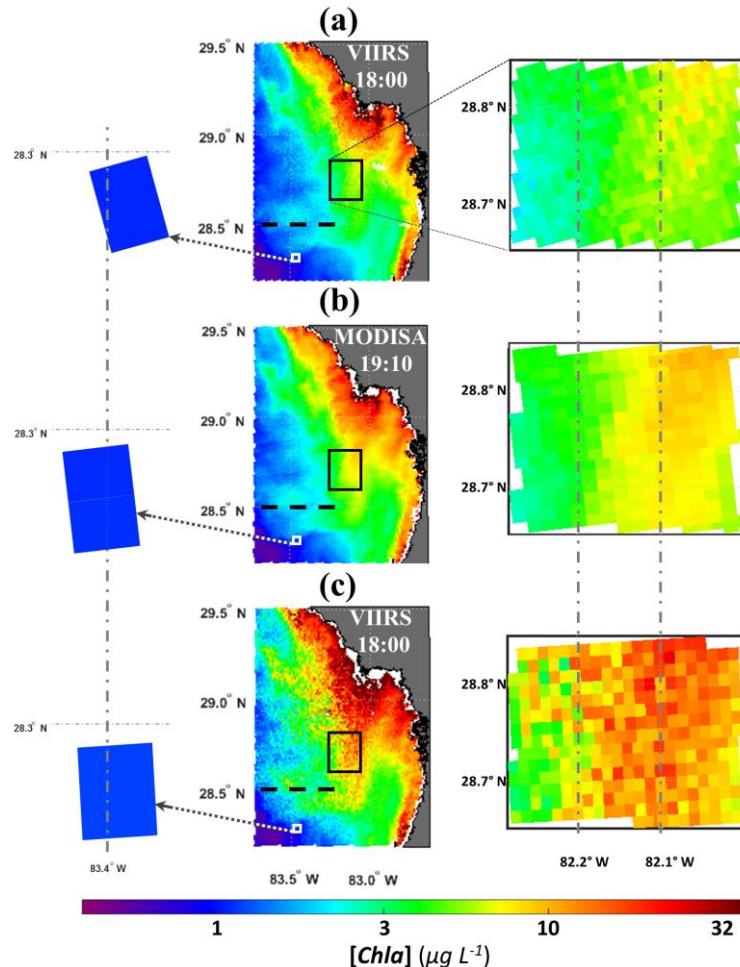 (a)
29.5° N
VIIRS
18:00
28.8° N
28.3° N
29.0° N
28.5° N
28.7° N
(b)
29.5° N
MODISA
19:10
28.8° N
28.3° N
29.0° N
28.5° N
28.7° N
(c)
29.5° N
VIIRS
18:00
28.8° N
28.3° N
29.0° N
28.5° N
28.7° N
83.4° W
83.5° W 83.0° W
82.2° W 82.1° W
1 3 10 32
[Chla] (µg L-1)